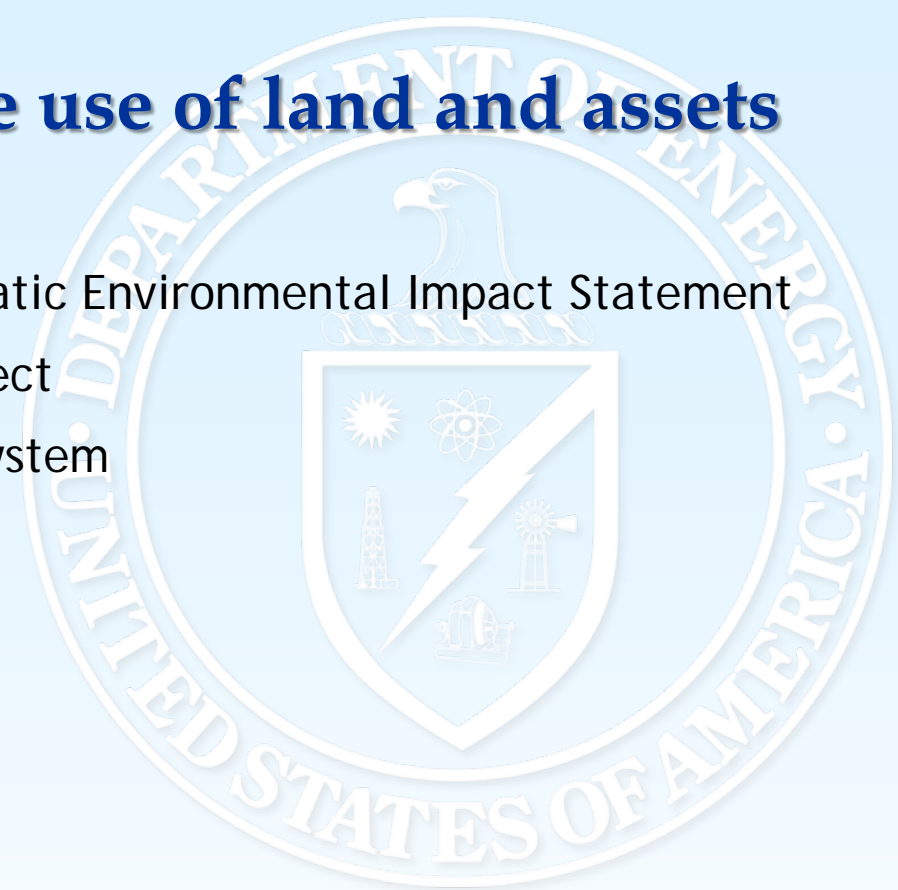 e use of land and assets
atic Environmental Impact Statement
ect
ystem
DEPARTMENT OF ENERGY
UNITED STATES OF AMERICA